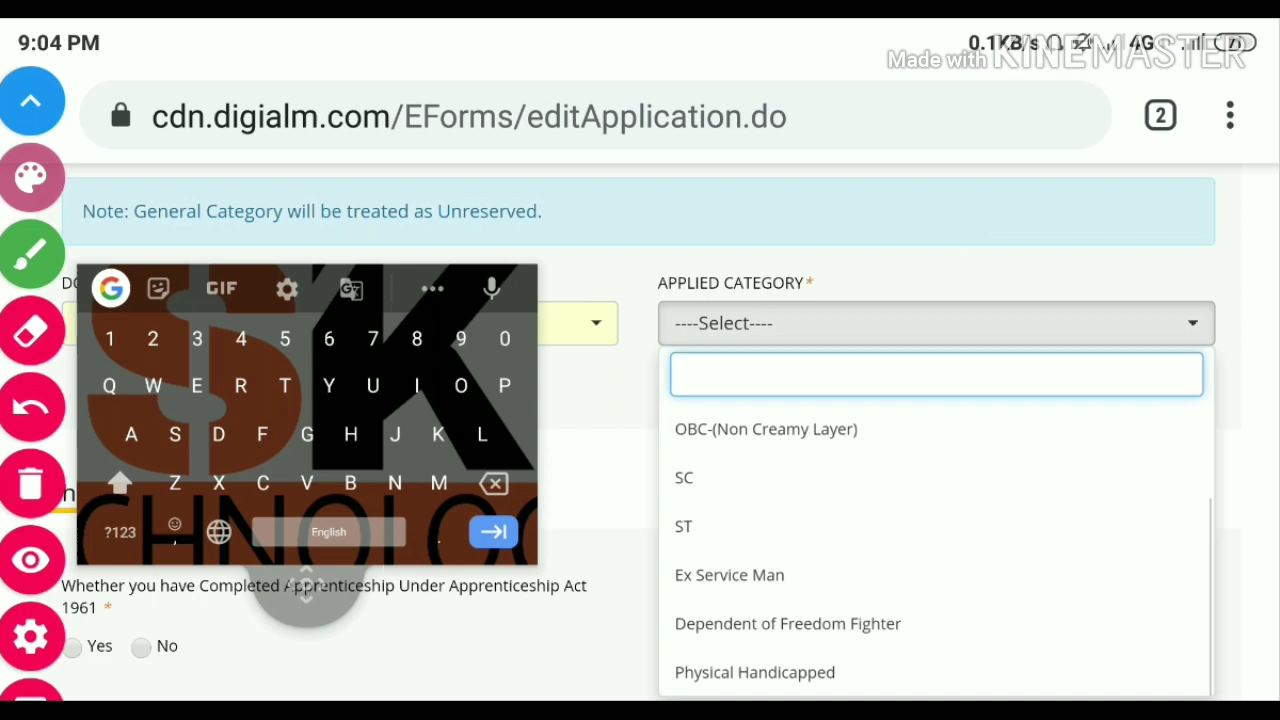 9:04 PM
0.1KB/s
4G
Made with KINEMASTER
cdn.digialm.com/EForms/editApplication.do
2
Note: General Category will be treated as Unreserved.
APPLIED CATEGORY*
----Select----
GIF
1 2 3 4 5 6 7 8 9 0
Q W E R T Y U I O P
A S D F G H J K L
Z X C V B N M
?123
,
English
.
SK
CHNOLOG
OBC-(Non Creamy Layer)
SC
ST
Ex Service Man
Dependent of Freedom Fighter
Physical Handicapped
Whether you have Completed Apprenticeship Under Apprenticeship Act
1961 *
Yes No